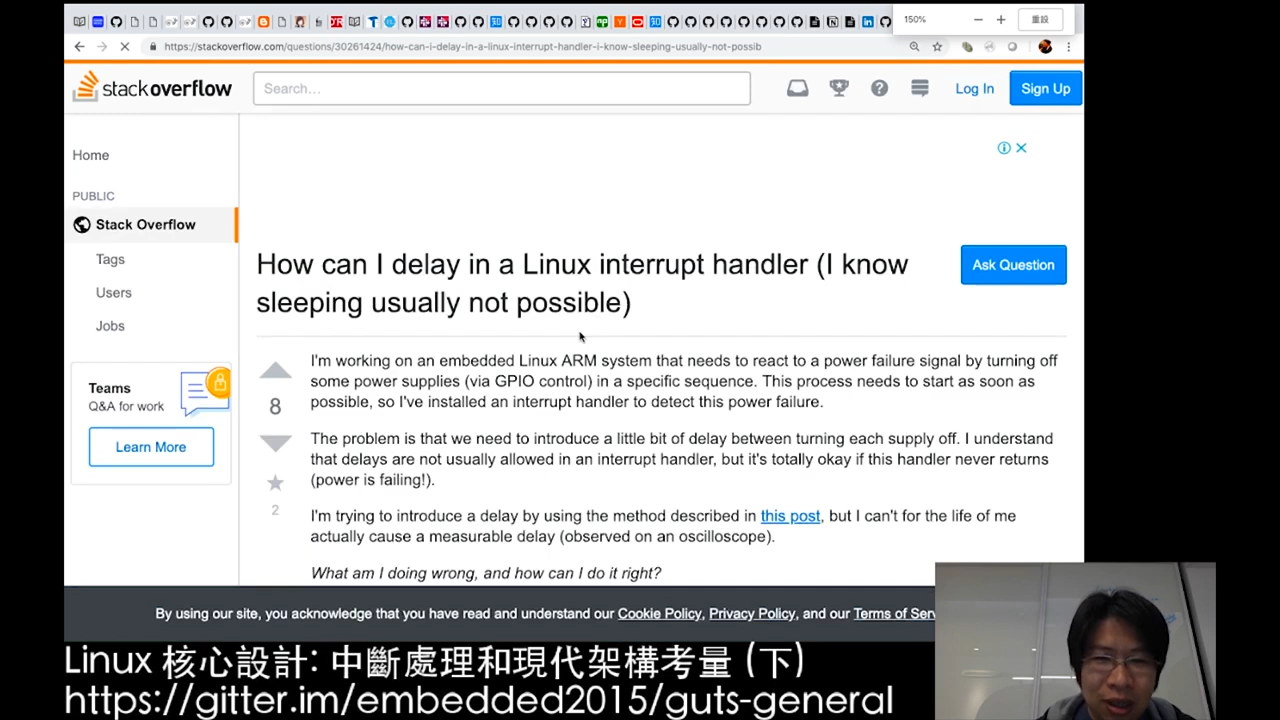 150%
重設
https://stackoverflow.com/questions/30261424/how-can-i-delay-in-a-linux-interrupt-handler-i-know-sleeping-usually-not-possib
stackoverflow
Search…
Log In
Sign Up
Home
PUBLIC
Stack Overflow
Tags
Users
Jobs
Teams
Q&A for work
Learn More
How can I delay in a Linux interrupt handler (I know
sleeping usually not possible)
Ask Question
8
2
I'm working on an embedded Linux ARM system that needs to react to a power failure signal by turning off
some power supplies (via GPIO control) in a specific sequence. This process needs to start as soon as
possible, so I've installed an interrupt handler to detect this power failure.
The problem is that we need to introduce a little bit of delay between turning each supply off. I understand
that delays are not usually allowed in an interrupt handler, but it's totally okay if this handler never returns
(power is failing!).
I'm trying to introduce a delay by using the method described in this post, but I can't for the life of me
actually cause a measurable delay (observed on an oscilloscope).
What am I doing wrong, and how can I do it right?
By using our site, you acknowledge that you have read and understand our Cookie Policy, Privacy Policy, and our Terms of Serv
Linux 核心設計: 中斷處理和現代架構考量 (下)
https://gitter.im/embedded2015/guts-general